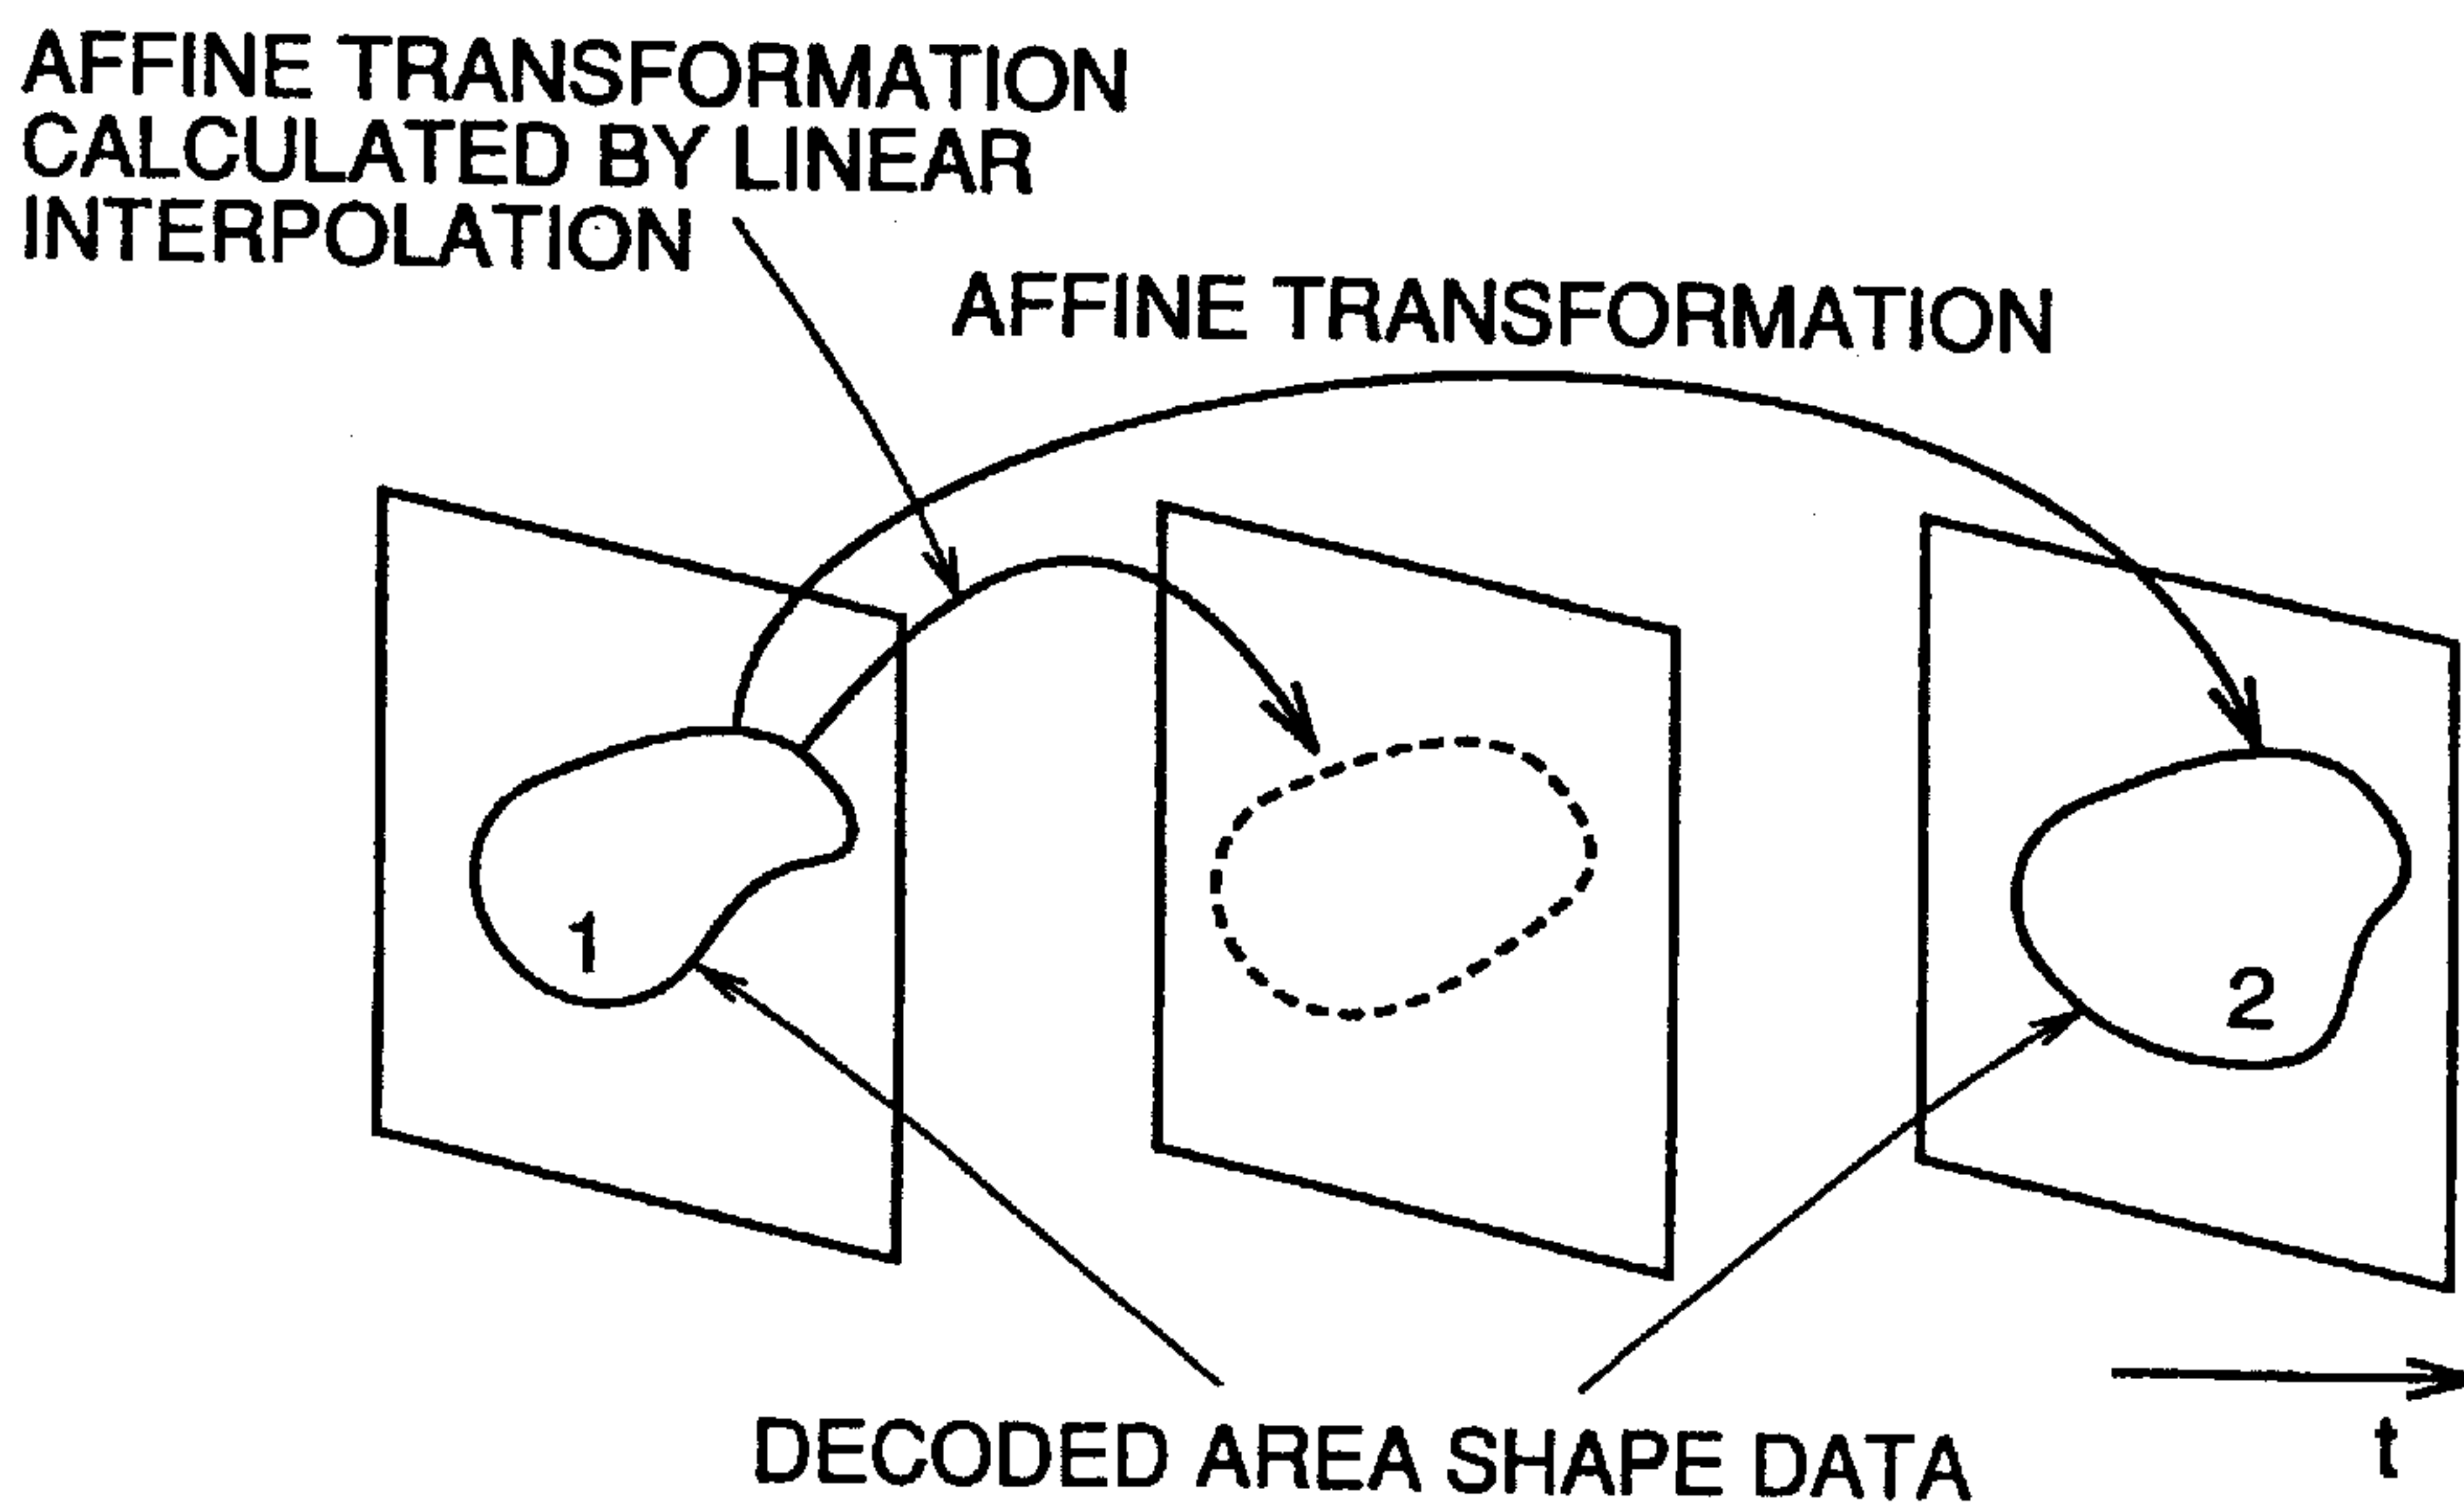 AFFINE TRANSFORMATION
CALCULATED BY LINEAR
INTERPOLATION
AFFINE TRANSFORMATION
1
2
DECODED AREA SHAPE DATA
t